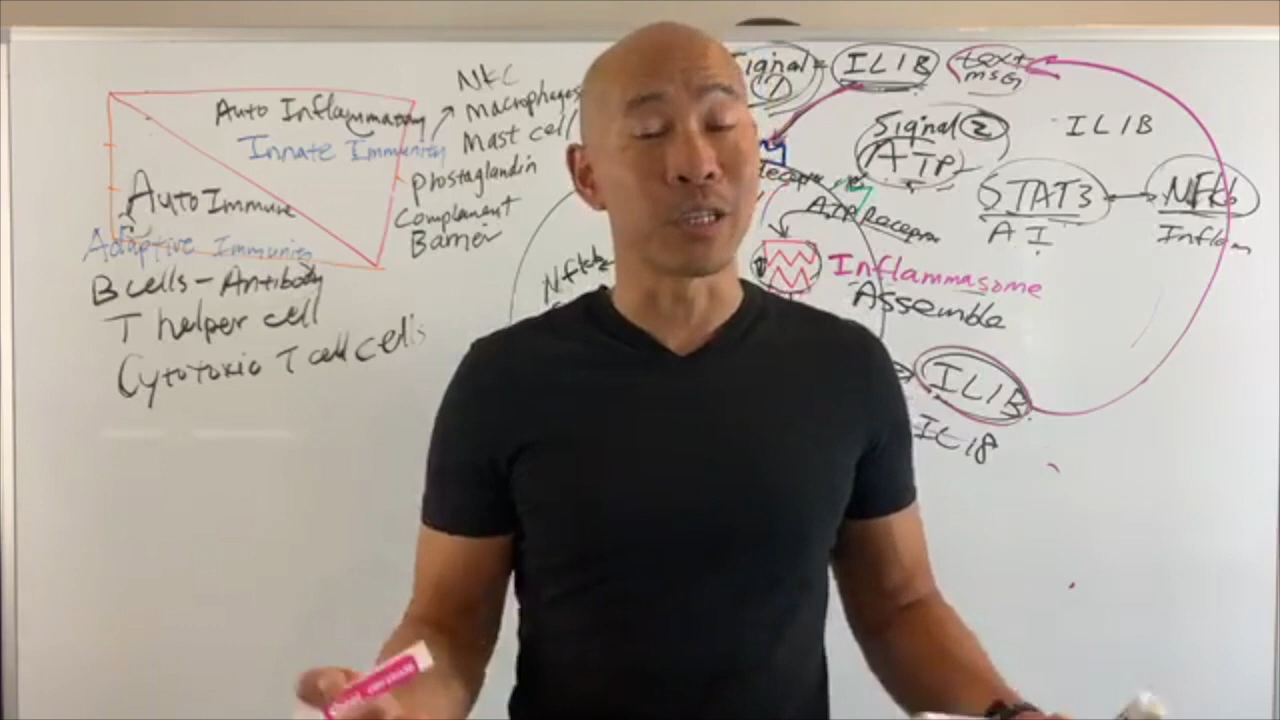 Auto Inflammatory
Innate Immunity
Auto Immune
Adaptive Immunity
B cells - Antibody
T helper cell
Cytotoxic T cell cells
NKC
Macrophages
Mast cell
Prostaglandin
Complement
Barrier
Signal = IL1B
1
text
msg
Signal 2
ATP
IL1B
STAT3
AI
NFKb
Inflam
ATP Receptor
NFKb
Inflammasome
Assemble
IL1B
IL18